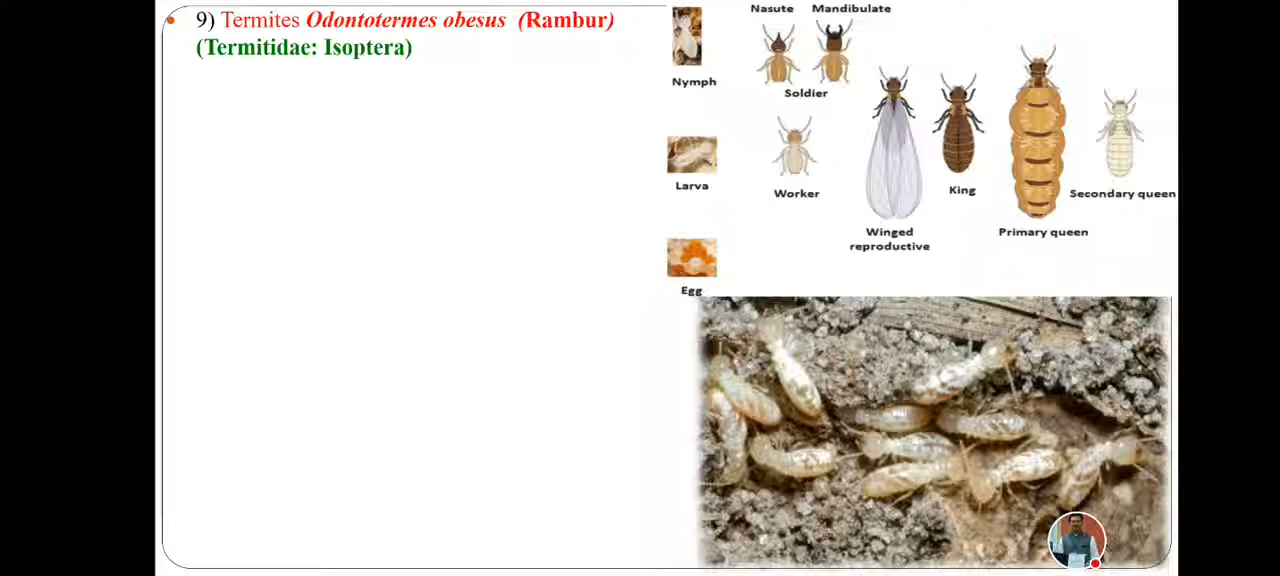 9) Termites Odontotermes obesus (Rambur)
(Termitidae: Isoptera)
Nasute Mandibulate
Nymph
Soldier
Larva
Worker
King
Secondary queen
Winged
reproductive
Primary queen
Egg